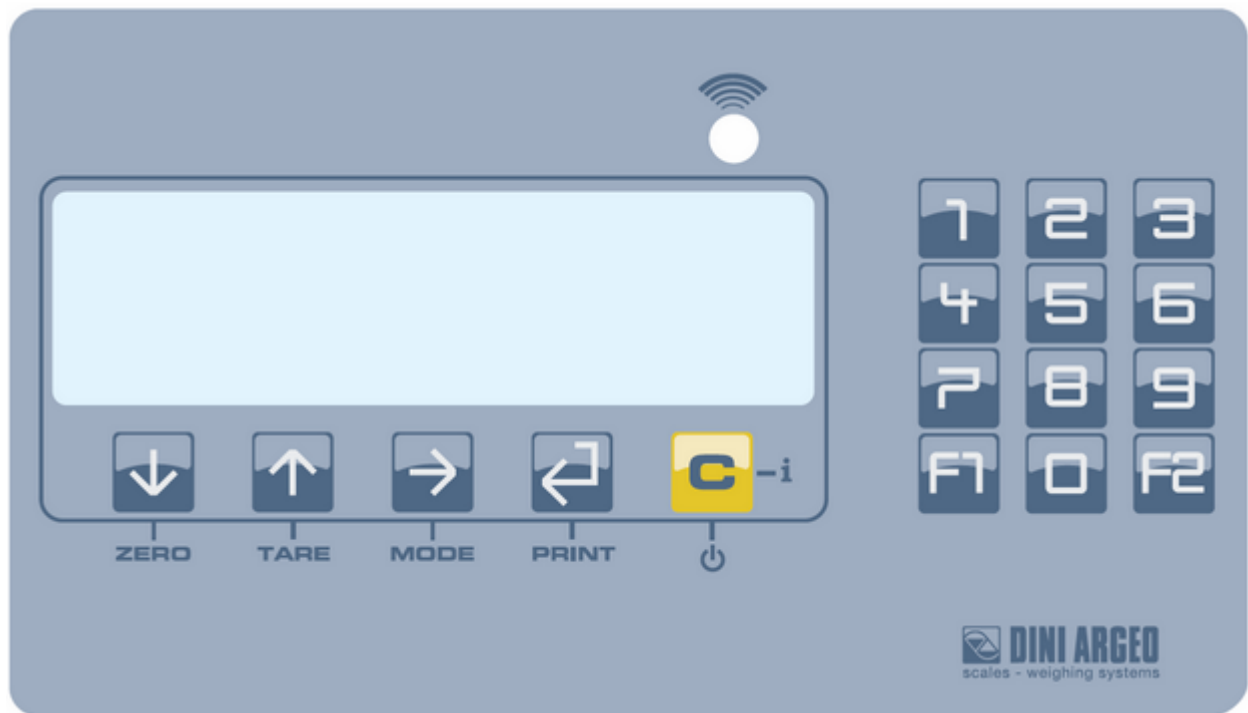 1 2 3
4 5 6
7 8 9
F1 0 F2
C -i
ZERO TARE MODE PRINT
DINI ARGEO
scales - weighing systems